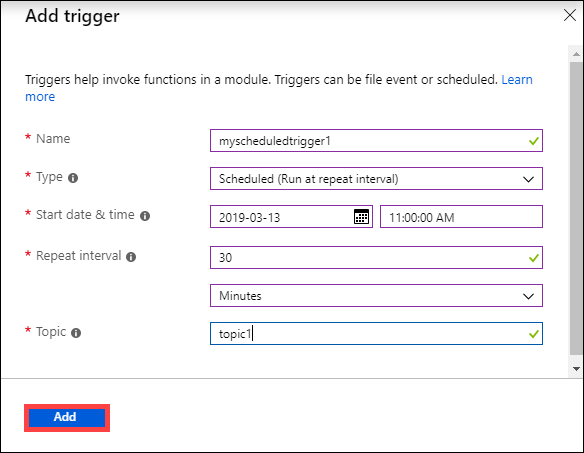 Add trigger
Triggers help invoke functions in a module. Triggers can be file event or scheduled. Learn
more
* Name
myscheduledtrigger1
* Type
Scheduled (Run at repeat interval)
* Start date & time
2019-03-13
11:00:00 AM
* Repeat interval
30
Minutes
* Topic
topic1
Add